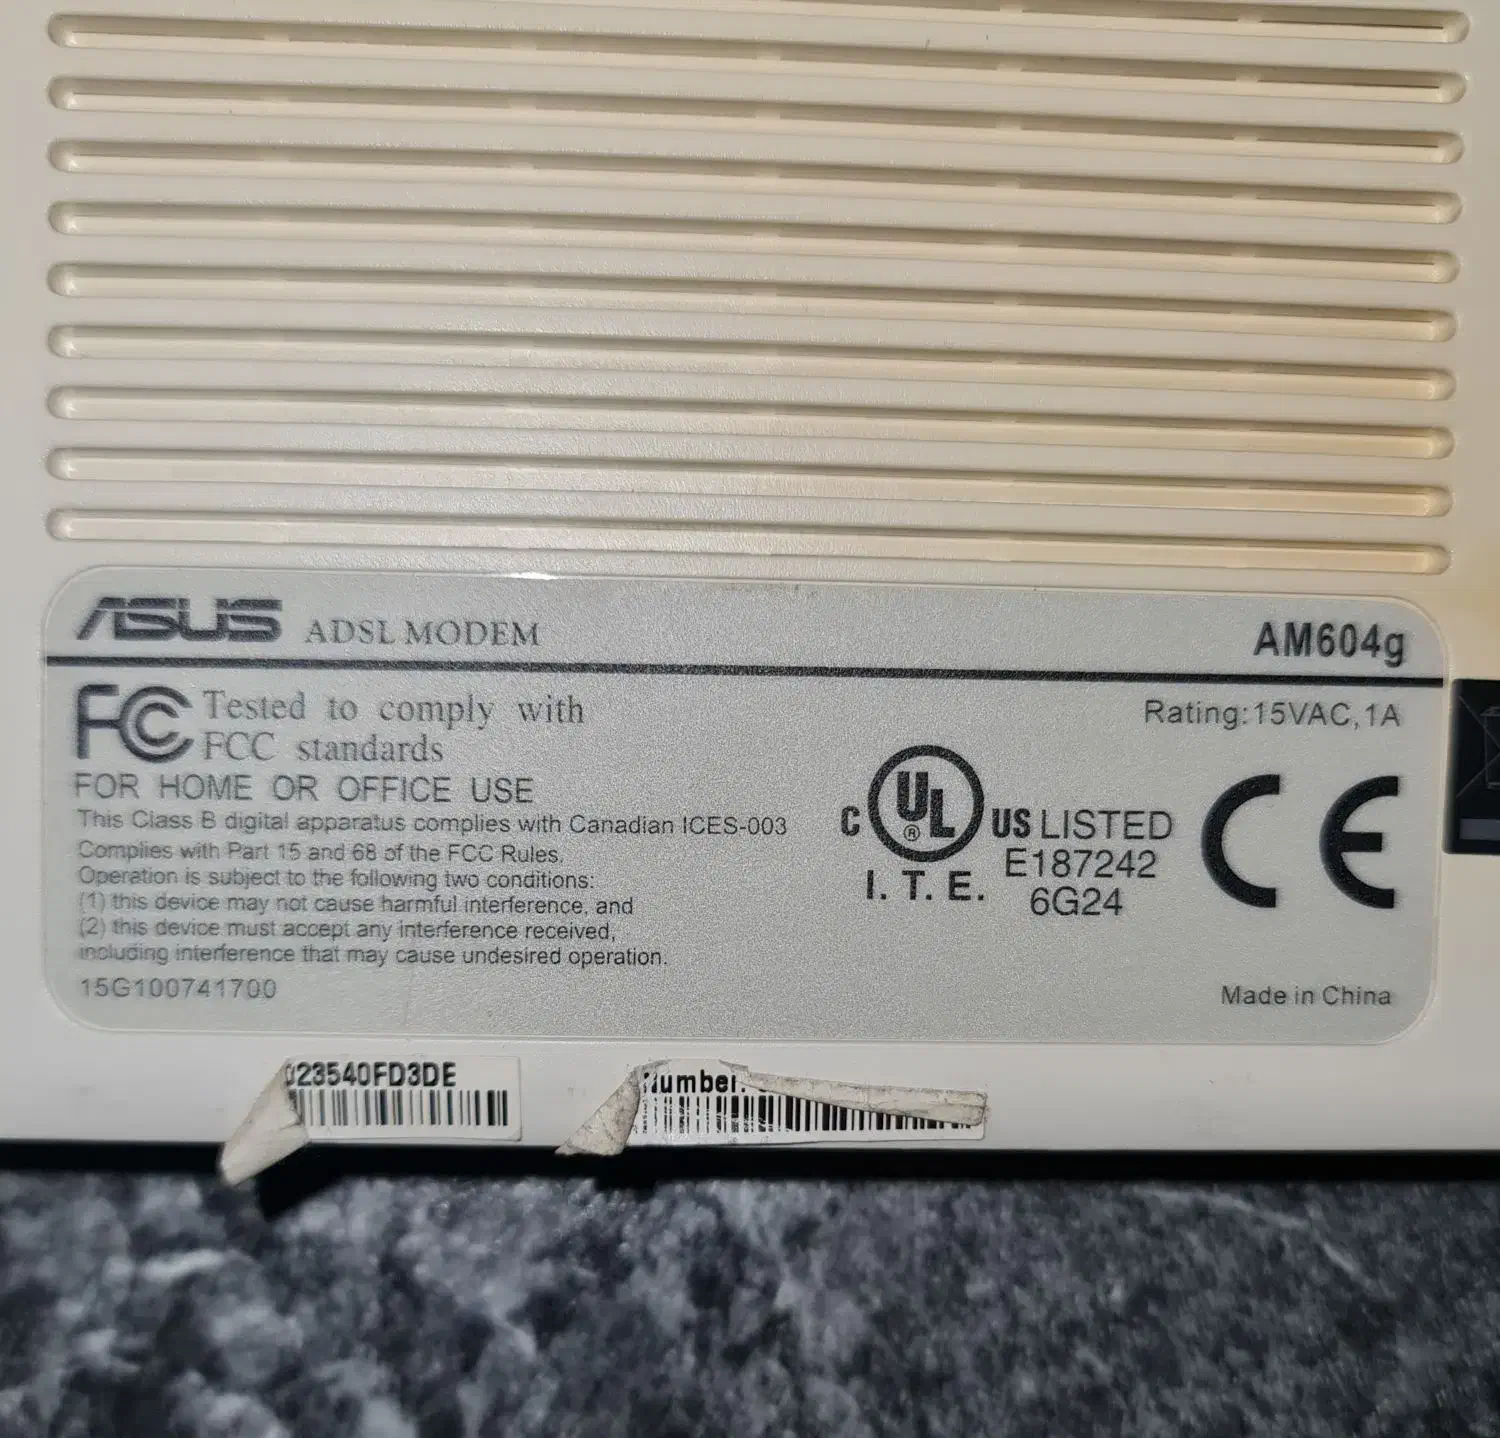 ASUS ADSL MODEM AM604g
FC Tested to comply with
FCC standards
FOR HOME OR OFFICE USE
This Class B digital apparatus complies with Canadian ICES-003
Complies with Part 15 and 68 of the FCC Rules.
Operation is subject to the following two conditions:
(1) this device may not cause harmful interference, and
(2) this device must accept any interference received,
including interference that may cause undesired operation.
15G100741700
Rating:15VAC,1A
C UL ® US LISTED
I.T.E. E187242
6G24
CE
Made in China
023540FD3DE
Number: